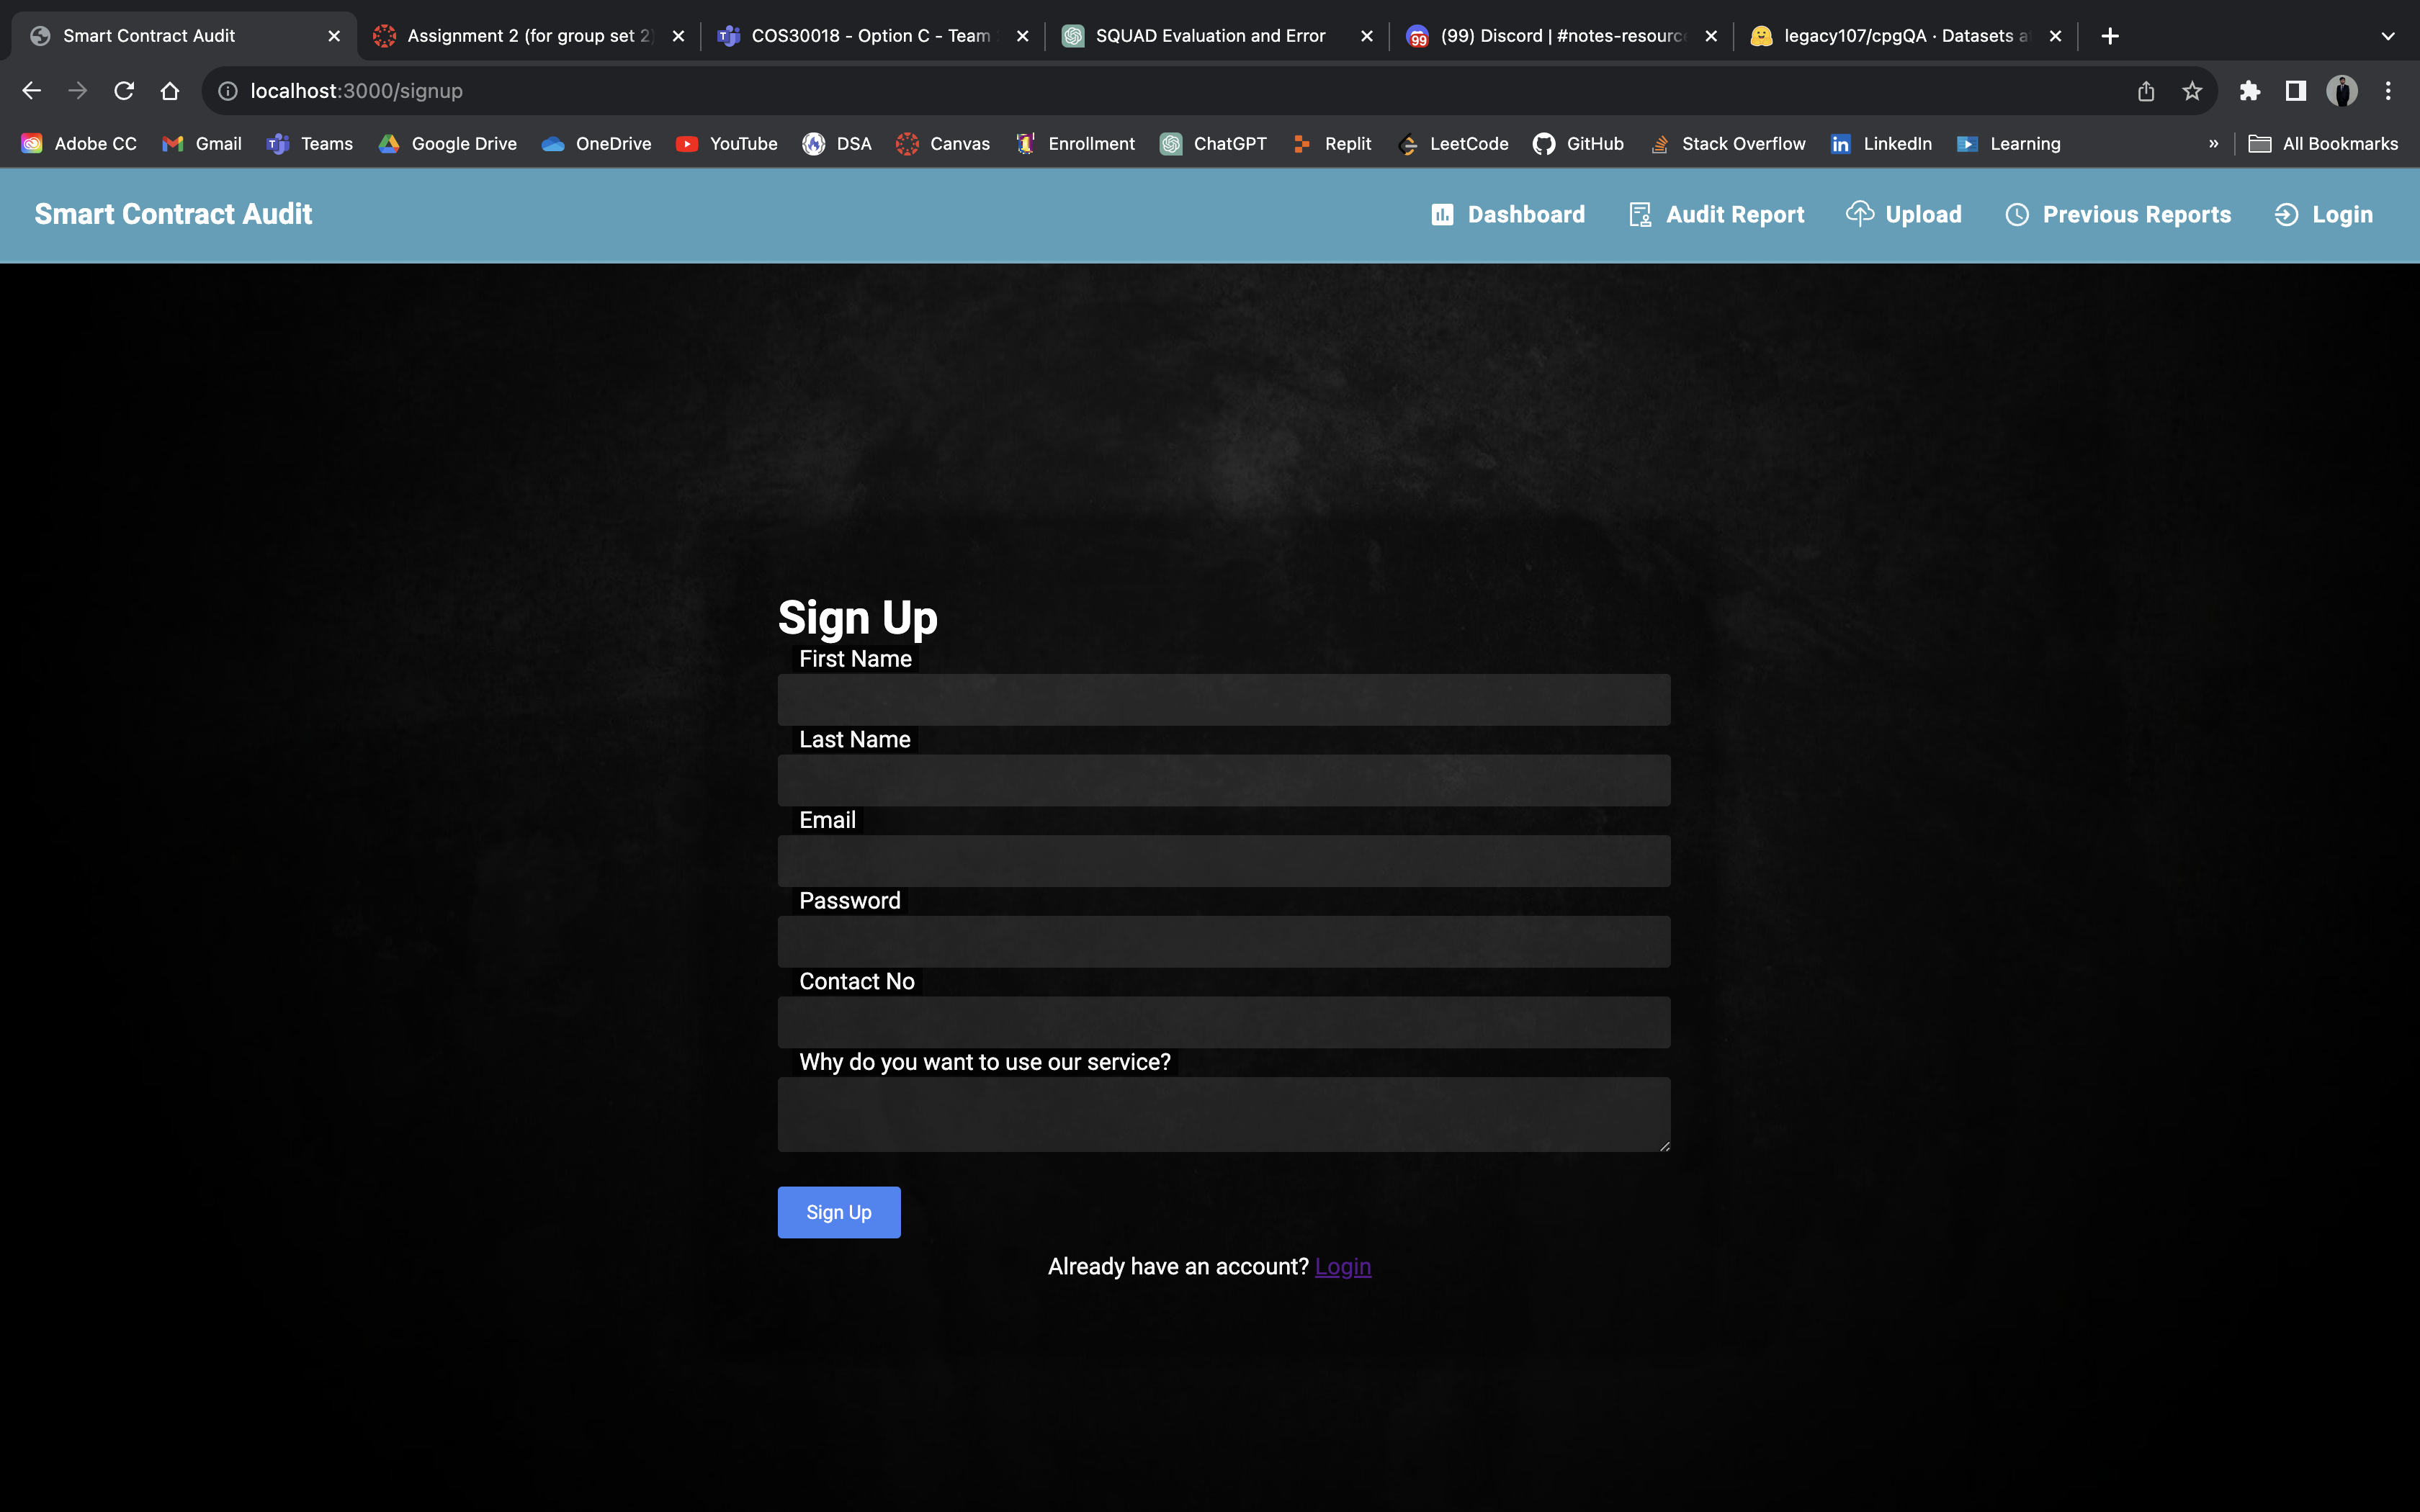 Smart Contract Audit
Assignment 2 (for group set 2)
COS30018 - Option C - Team
SQUAD Evaluation and Error
(99) Discord | #notes-resourc
legacy107/cpgQA · Datasets a
localhost:3000/signup
Adobe CC Gmail Teams Google Drive OneDrive YouTube DSA Canvas Enrollment ChatGPT Replit LeetCode GitHub Stack Overflow LinkedIn Learning » All Bookmarks
Smart Contract Audit Dashboard Audit Report Upload Previous Reports Login
Sign Up
First Name
Last Name
Email
Password
Contact No
Why do you want to use our service?
Sign Up
Already have an account? Login